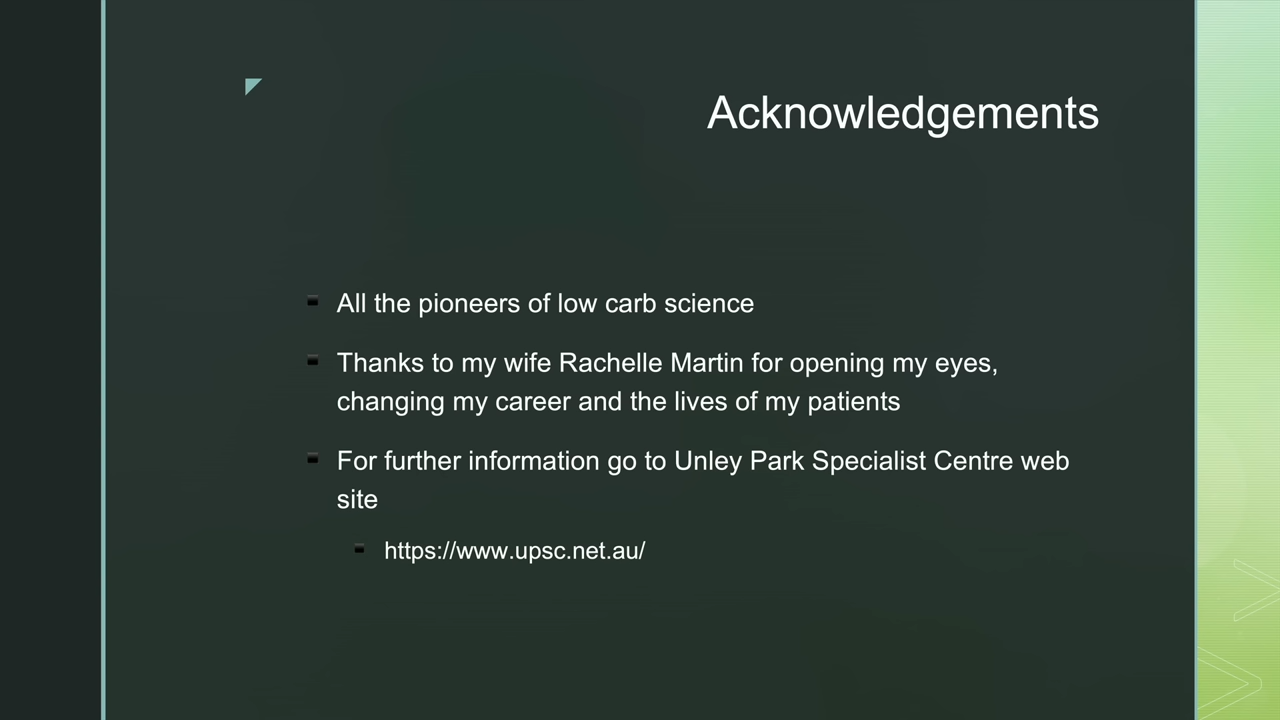 Acknowledgements
All the pioneers of low carb science
Thanks to my wife Rachelle Martin for opening my eyes,
changing my career and the lives of my patients
For further information go to Unley Park Specialist Centre web
site
https://www.upsc.net.au/